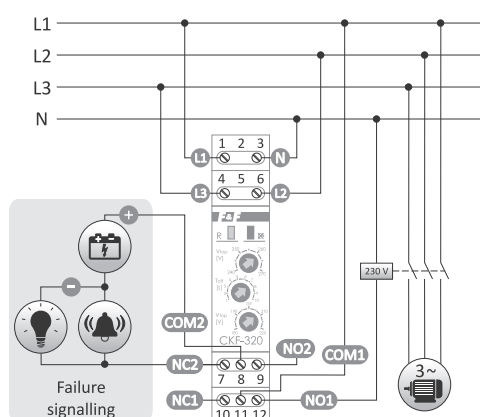 L1
L2
L3
N
1 2 3
L1
N
4 5 6
L3
L2
F&F
R
+
−
230 V
COM2
NO2
COM1
CKF-320
NC2
7 8 9
3~
NC1
NO1
10 11 12
Failure
signalling